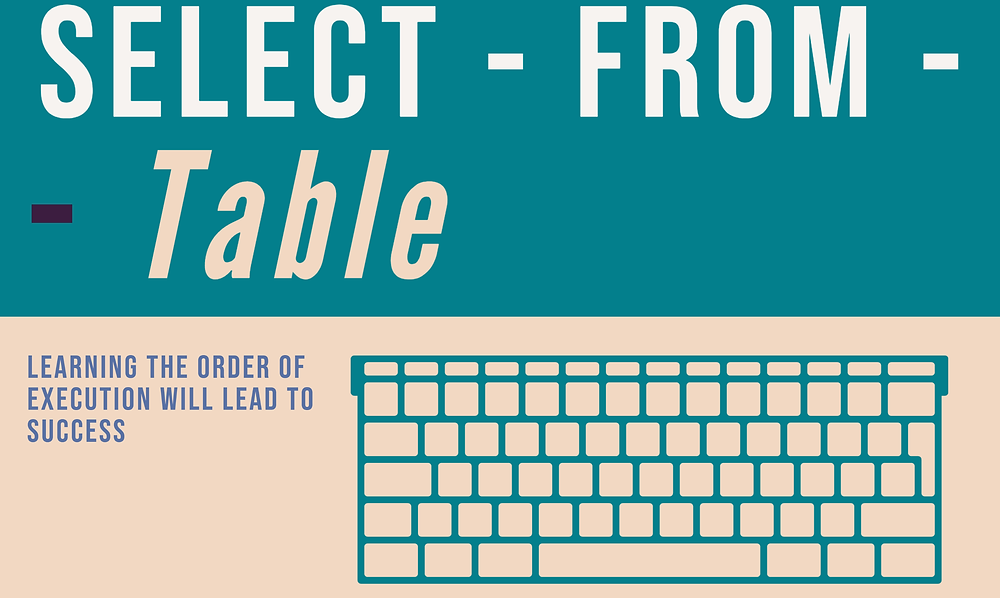 SELECT - FROM -
- Table
LEARNING THE ORDER OF
EXECUTION WILL LEAD TO
SUCCESS